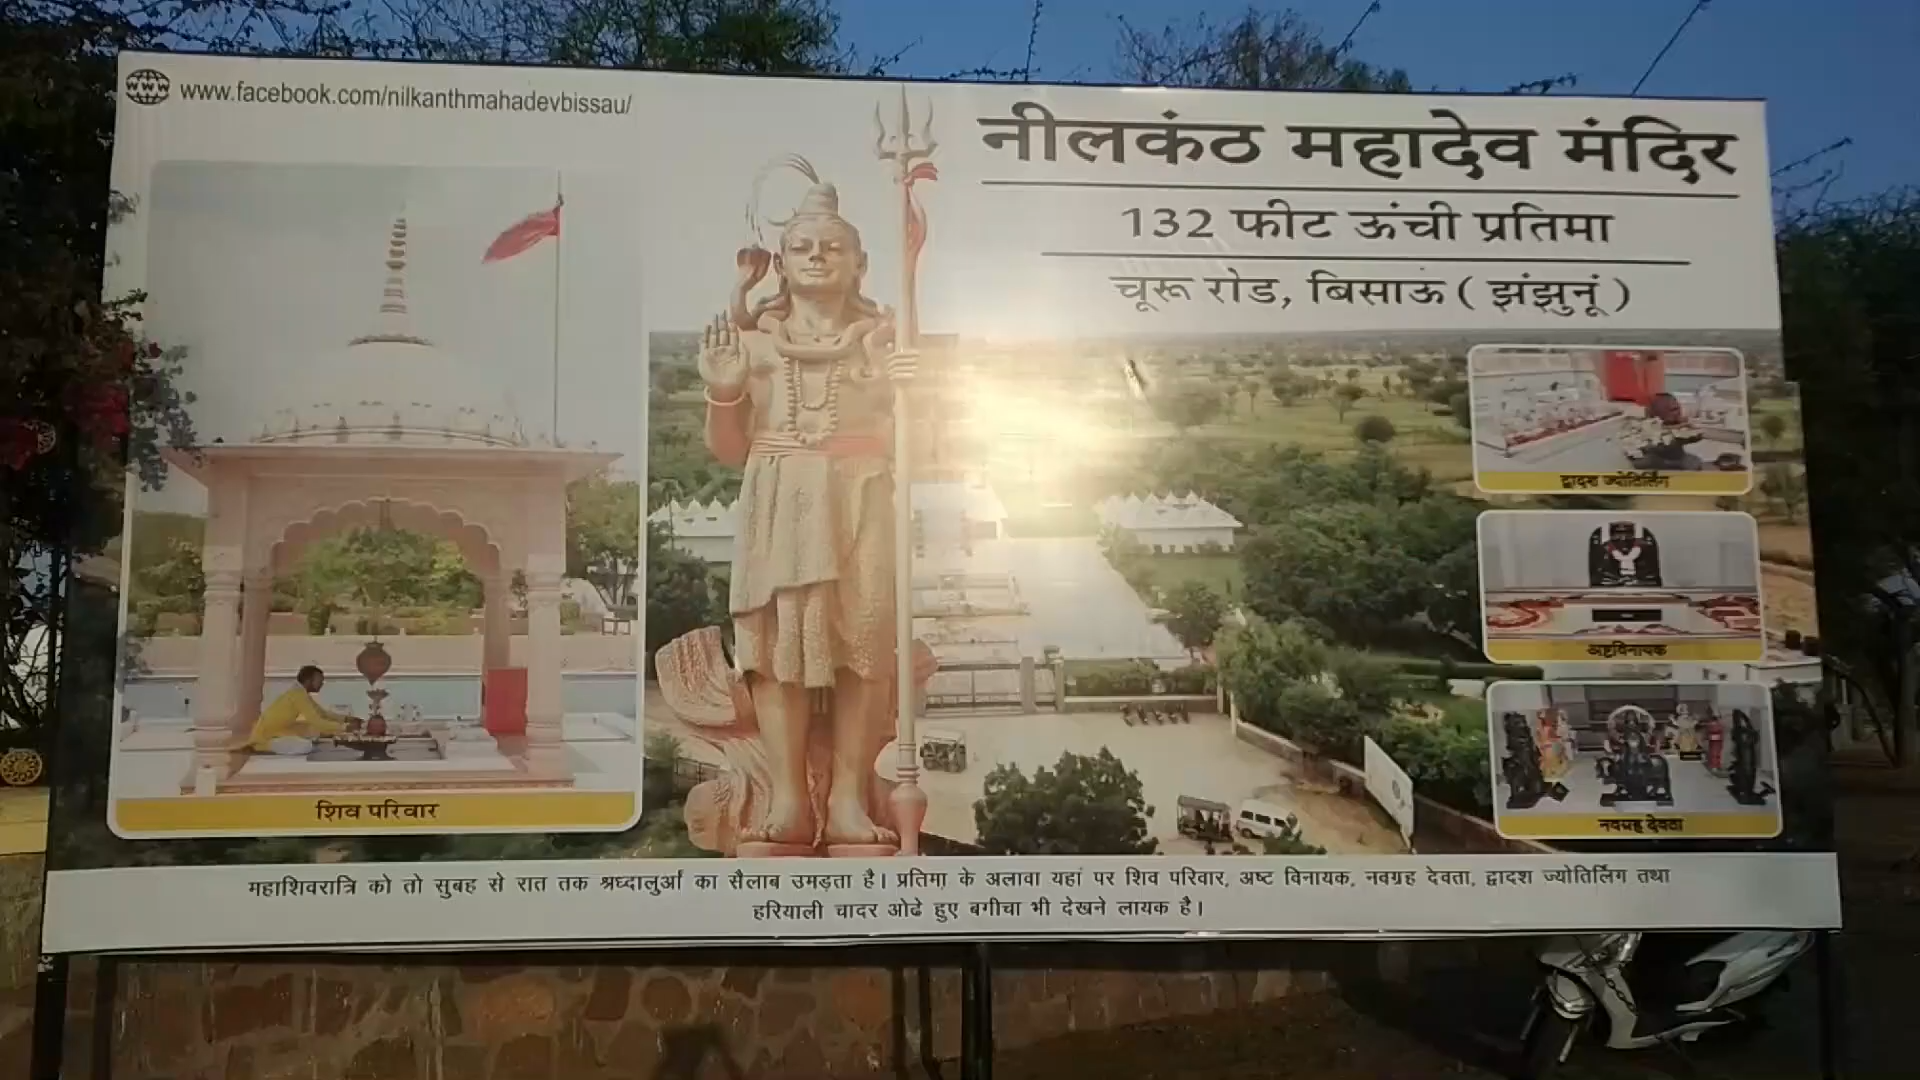 www.facebook.com/nilkanthmahadevbissau/
नीलकंठ महादेव मंदिर
132 फीट ऊंची प्रतिमा
चूरू रोड, बिसाऊ ( झुंझुनूं )
द्वादश ज्योतिर्लिंग
अष्टविनायक
नवग्रह देवता
शिव परिवार
महाशिवरात्रि को तो सुबह से रात तक श्रध्दालुओं का सैलाब उमड़ता है। प्रतिमा के अलावा यहां पर शिव परिवार, अष्ट विनायक, नवग्रह देवता, द्वादश ज्योतिर्लिंग तथा
हरियाली चादर ओढे हुए बगीचा भी देखने लायक है।